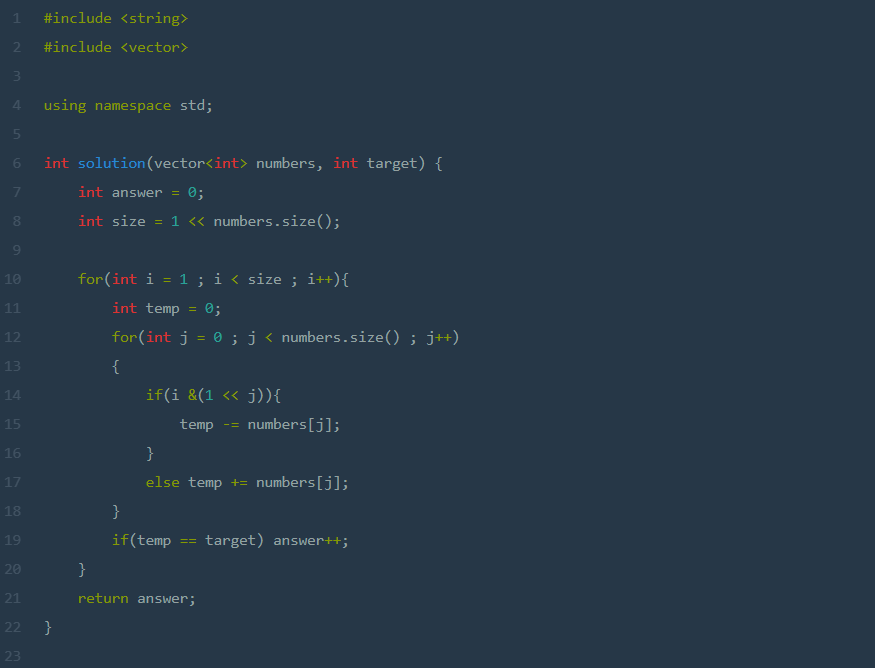 1 #include <string>
2 #include <vector>
3
4 using namespace std;
5
6 int solution(vector<int> numbers, int target) {
7     int answer = 0;
8     int size = 1 << numbers.size();
9
10     for(int i = 1 ; i < size ; i++){
11         int temp = 0;
12         for(int j = 0 ; j < numbers.size() ; j++)
13         {
14             if(i &(1 << j)){
15                 temp -= numbers[j];
16             }
17             else temp += numbers[j];
18         }
19         if(temp == target) answer++;
20     }
21     return answer;
22 }
23